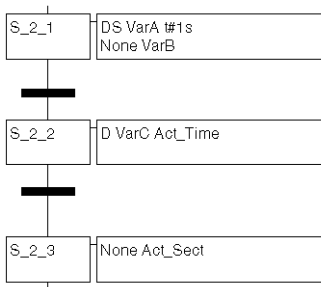 S_2_1
DS VarA t#1s
None VarB
S_2_2
D VarC Act_Time
S_2_3
None Act_Sect